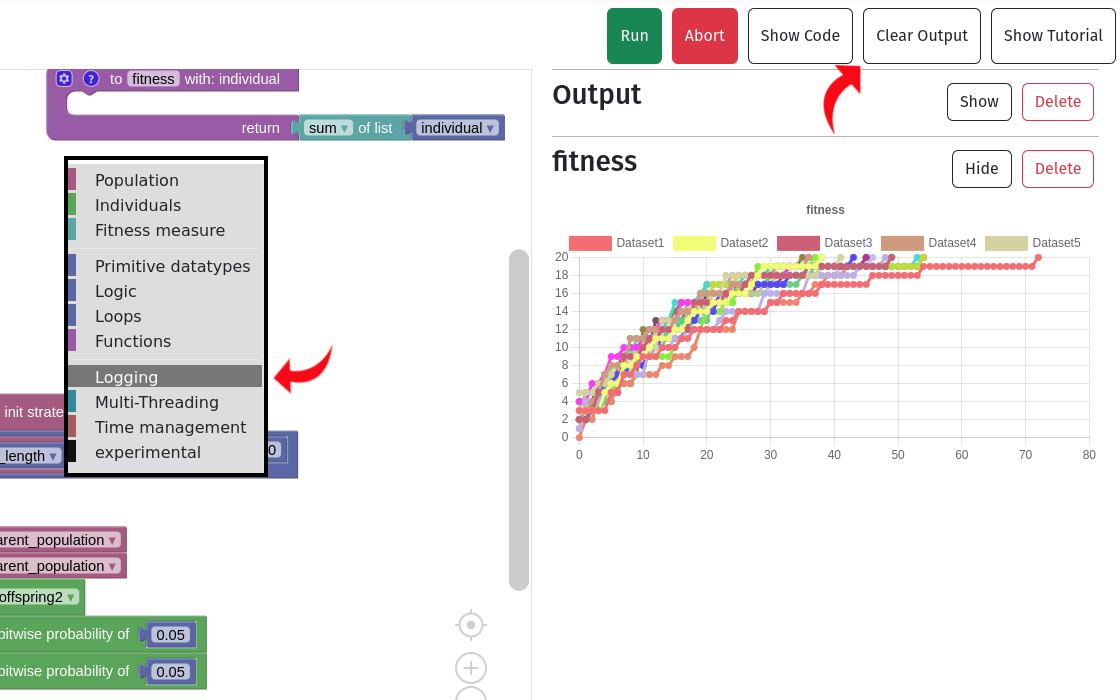 Run Abort Show Code Clear Output Show Tutorial
to fitness with: individual
return sum of list individual
Population
Individuals
Fitness measure
Primitive datatypes
Logic
Loops
Functions
Logging
Multi-Threading
Time management
experimental
init strate
_length
0
arent_population
arent_population
offspring2
bitwise probability of 0.05
bitwise probability of 0.05
Output Show Delete
fitness Hide Delete
fitness
Dataset1 Dataset2 Dataset3 Dataset4 Dataset5
20
18
16
14
12
10
8
6
4
2
0
0 10 20 30 40 50 60 70 80